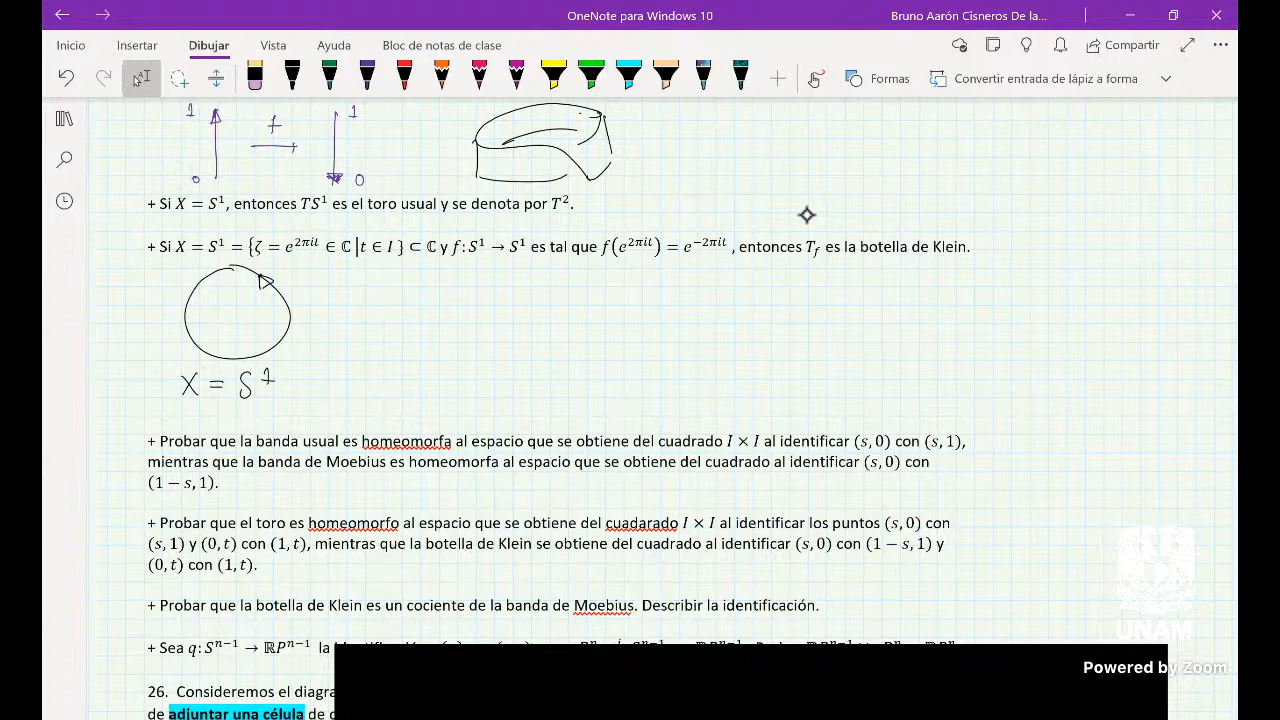 OneNote para Windows 10
Bruno Aarón Cisneros De la...
Inicio Insertar Dibujar Vista Ayuda Bloc de notas de clase Compartir
Formas Convertir entrada de lápiz a forma
1 f 1
0 0
+ Si X = S¹, entonces TS¹ es el toro usual y se denota por T².
+ Si X = S¹ = {ζ = e^{2πit} ∈ ℂ | t ∈ I } ⊂ ℂ y f: S¹ → S¹ es tal que f(e^{2πit}) = e^{−2πit} , entonces T_f es la botella de Klein.
X = S¹
+ Probar que la banda usual es homeomorfa al espacio que se obtiene del cuadrado I × I al identificar (s, 0) con (s, 1),
mientras que la banda de Moebius es homeomorfa al espacio que se obtiene del cuadrado al identificar (s, 0) con
(1 − s, 1).
+ Probar que el toro es homeomorfo al espacio que se obtiene del cuadarado I × I al identificar los puntos (s, 0) con
(s, 1) y (0, t) con (1, t), mientras que la botella de Klein se obtiene del cuadrado al identificar (s, 0) con (1 − s, 1) y
(0, t) con (1, t).
+ Probar que la botella de Klein es un cociente de la banda de Moebius. Describir la identificación.
+ Sea q: Sⁿ⁻¹ → ℝPⁿ⁻¹ la
26. Consideremos el diagra
de adjuntar una célula de
UNAM
Powered by Zoom